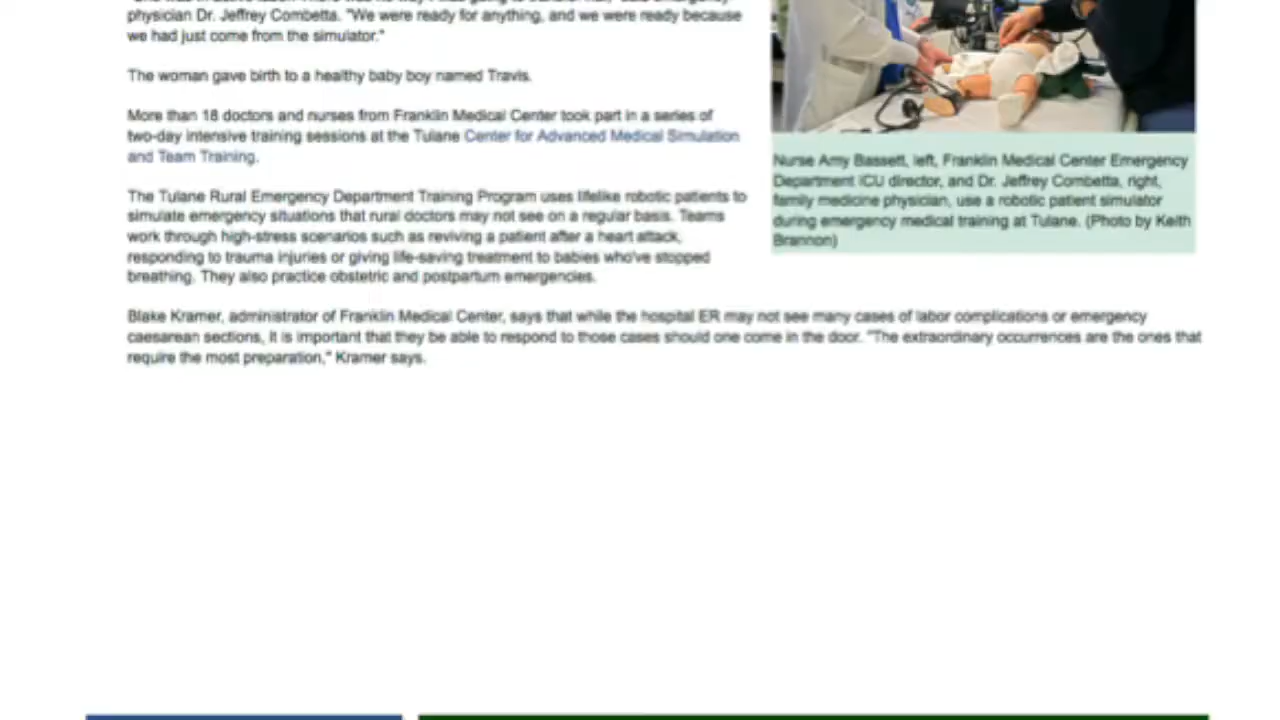 physician Dr. Jeffrey Combetta. "We were ready for anything, and we were ready because
we had just come from the simulator."
The woman gave birth to a healthy baby boy named Travis.
More than 18 doctors and nurses from Franklin Medical Center took part in a series of
two-day intensive training sessions at the Tulane Center for Advanced Medical Simulation
and Team Training.
The Tulane Rural Emergency Department Training Program uses lifelike robotic patients to
simulate emergency situations that rural doctors may not see on a regular basis. Teams
work through high-stress scenarios such as reviving a patient after a heart attack,
responding to trauma injuries or giving life-saving treatment to babies who've stopped
breathing. They also practice obstetric and postpartum emergencies.
Nurse Amy Bassett, left, Franklin Medical Center Emergency
Department ICU director, and Dr. Jeffrey Combetta, right,
family medicine physician, use a robotic patient simulator
during emergency medical training at Tulane. (Photo by Keith
Brannon)
Blake Kramer, administrator of Franklin Medical Center, says that while the hospital ER may not see many cases of labor complications or emergency
caesarean sections, it is important that they be able to respond to those cases should one come in the door. "The extraordinary occurrences are the ones that
require the most preparation," Kramer says.